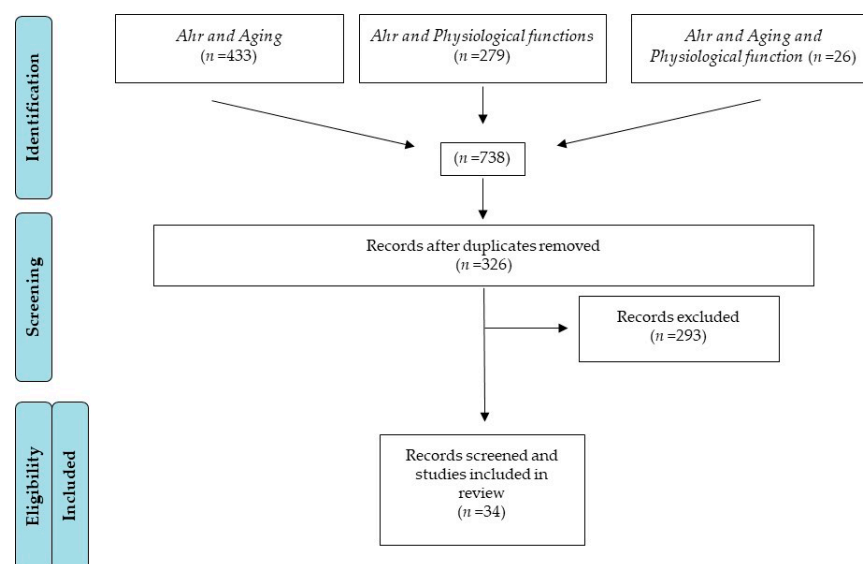 Identification
Ahr and Aging
(n =433)
Ahr and Physiological functions
(n =279)
Ahr and Aging and
Physiological function (n =26)
(n =738)
Screening
Records after duplicates removed
(n =326)
Records excluded
(n =293)
Eligibility
Included
Records screened and
studies included in
review
(n =34)